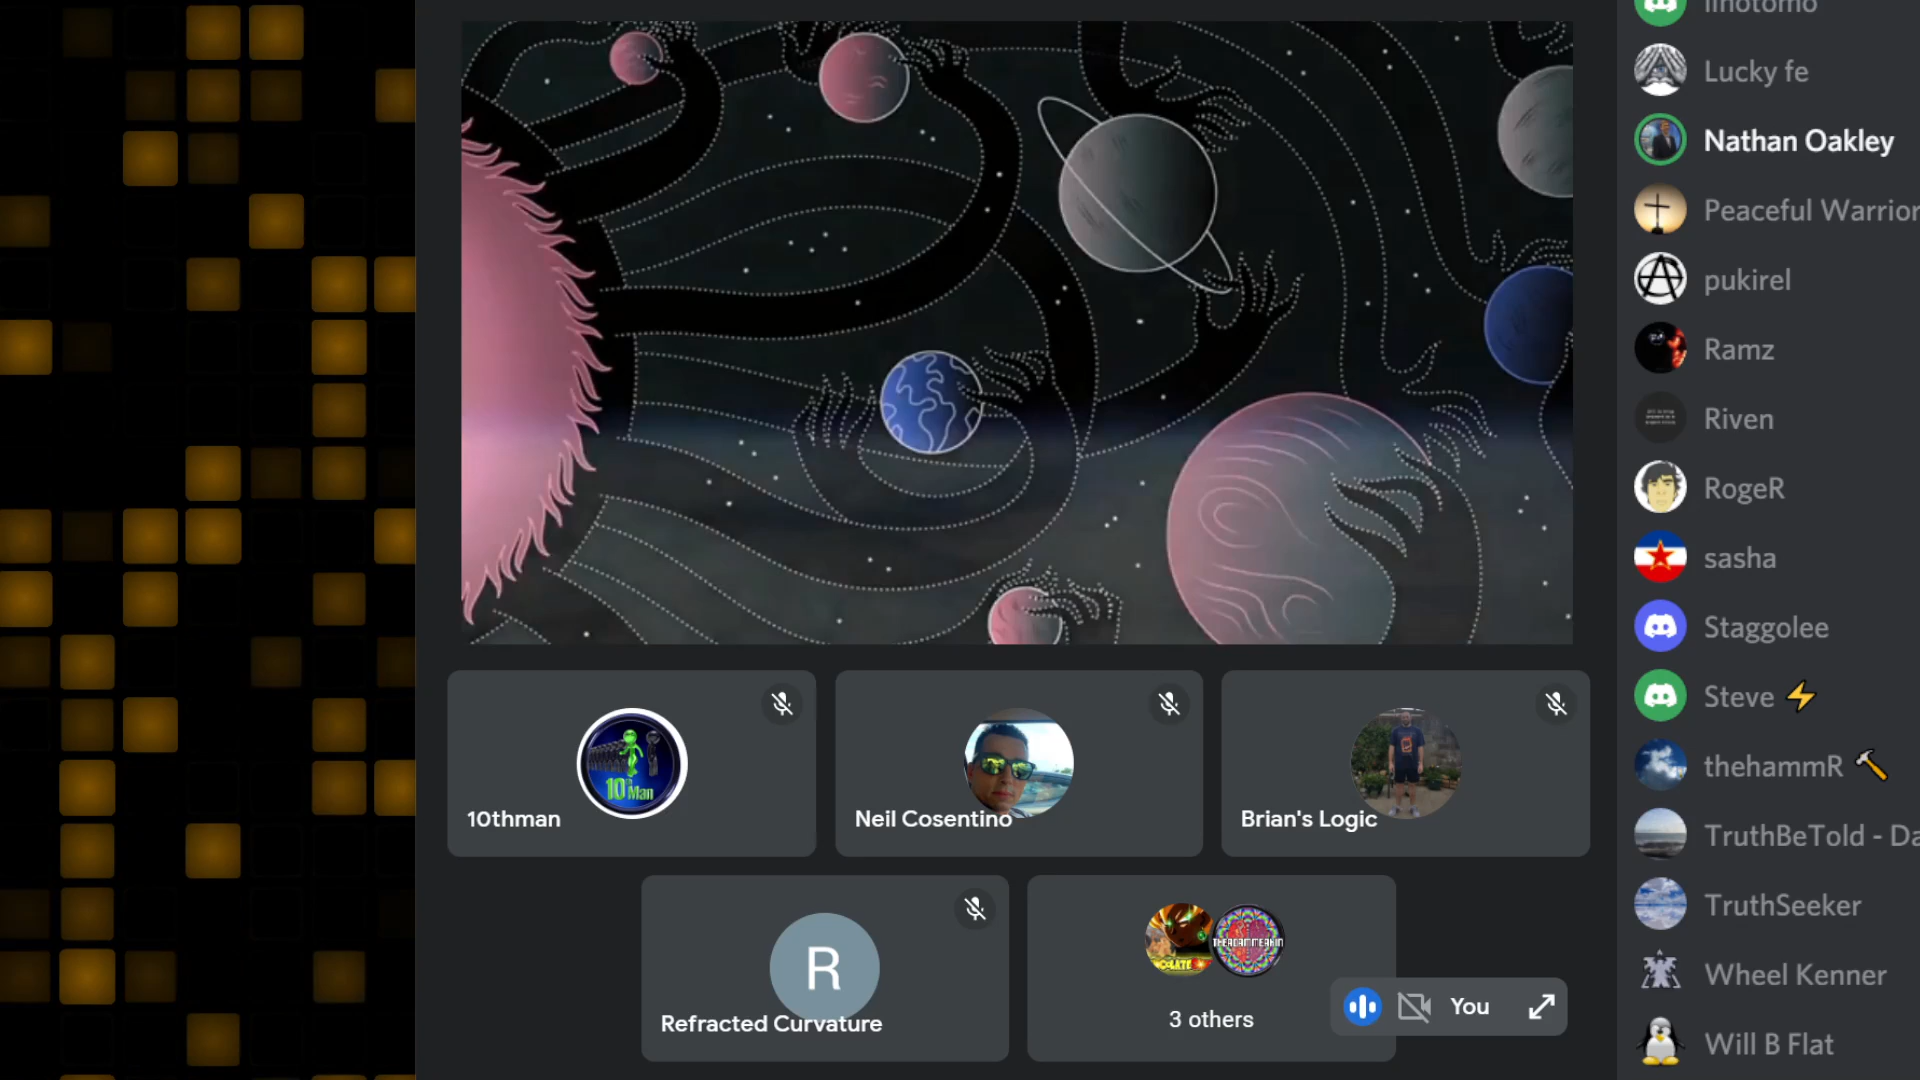 Lucky fe
Nathan Oakley
Peaceful Warrior
pukirel
Ramz
Riven
RogeR
sasha
Staggolee
Steve
thehammR
TruthBeTold - Da
TruthSeeker
Wheel Kenner
Will B Flat
10thman
10th Man
Neil Cosentino
Brian's Logic
R
Refracted Curvature
3 others
You